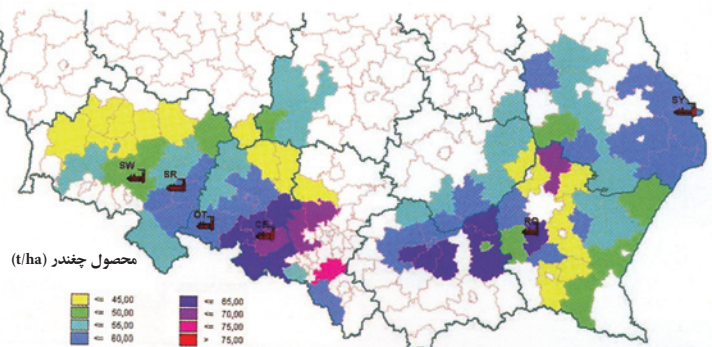 SY
SW
SR
OT
CE
RO
محصول چغندر (t/ha)
<= 45,00
<= 50,00
<= 55,00
<= 60,00
<= 65,00
<= 70,00
<= 75,00
> 75,00